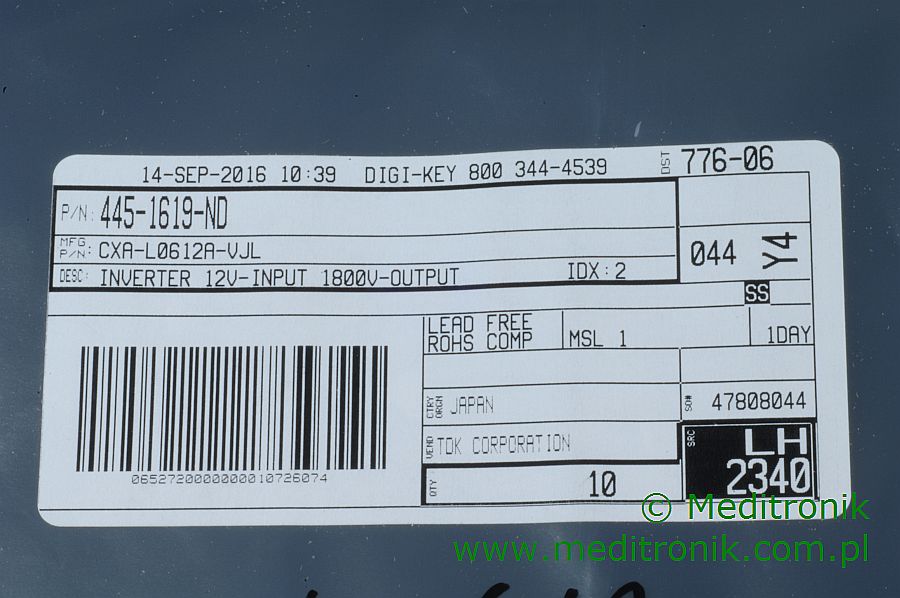 14-SEP-2016 10:39 DIGI-KEY 800 344-4539 DST 776-06
P/N: 445-1619-ND
MFG P/N: CXA-L0612A-VJL
044 Y4
DESC: INVERTER 12V-INPUT 1800V-OUTPUT IDX:2
SS
LEAD FREE
ROHS COMP
MSL 1
1DAY
CTRY ORGN JAPAN
SO# 47808044
VEND TDK CORPORATION
SRC LH
2340
QTY 10
06527200000000010726074
© Meditronik
www.meditronik.com.pl